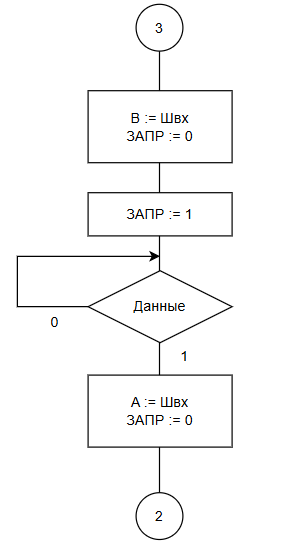 3
B := Швх
ЗАПР := 0
ЗАПР := 1
Данные
0
1
A := Швх
ЗАПР := 0
2